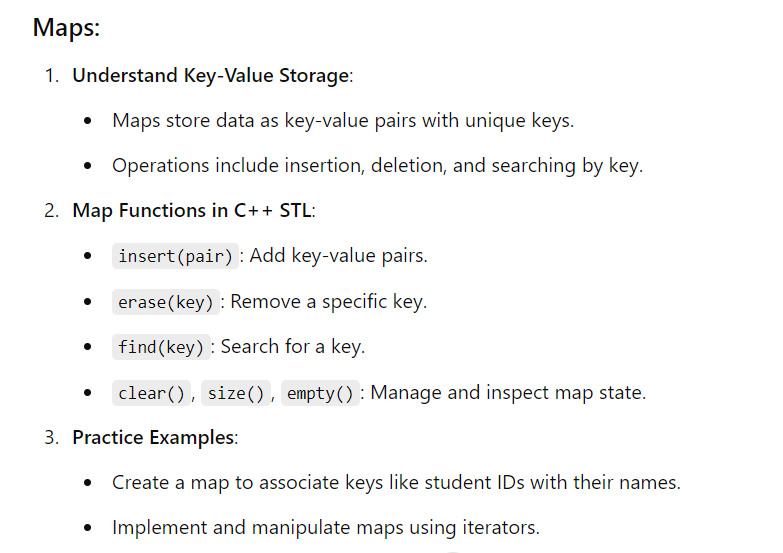 Maps:
1. Understand Key-Value Storage:
• Maps store data as key-value pairs with unique keys.
• Operations include insertion, deletion, and searching by key.
2. Map Functions in C++ STL:
• insert(pair): Add key-value pairs.
• erase(key): Remove a specific key.
• find(key): Search for a key.
• clear(), size(), empty(): Manage and inspect map state.
3. Practice Examples:
• Create a map to associate keys like student IDs with their names.
• Implement and manipulate maps using iterators.